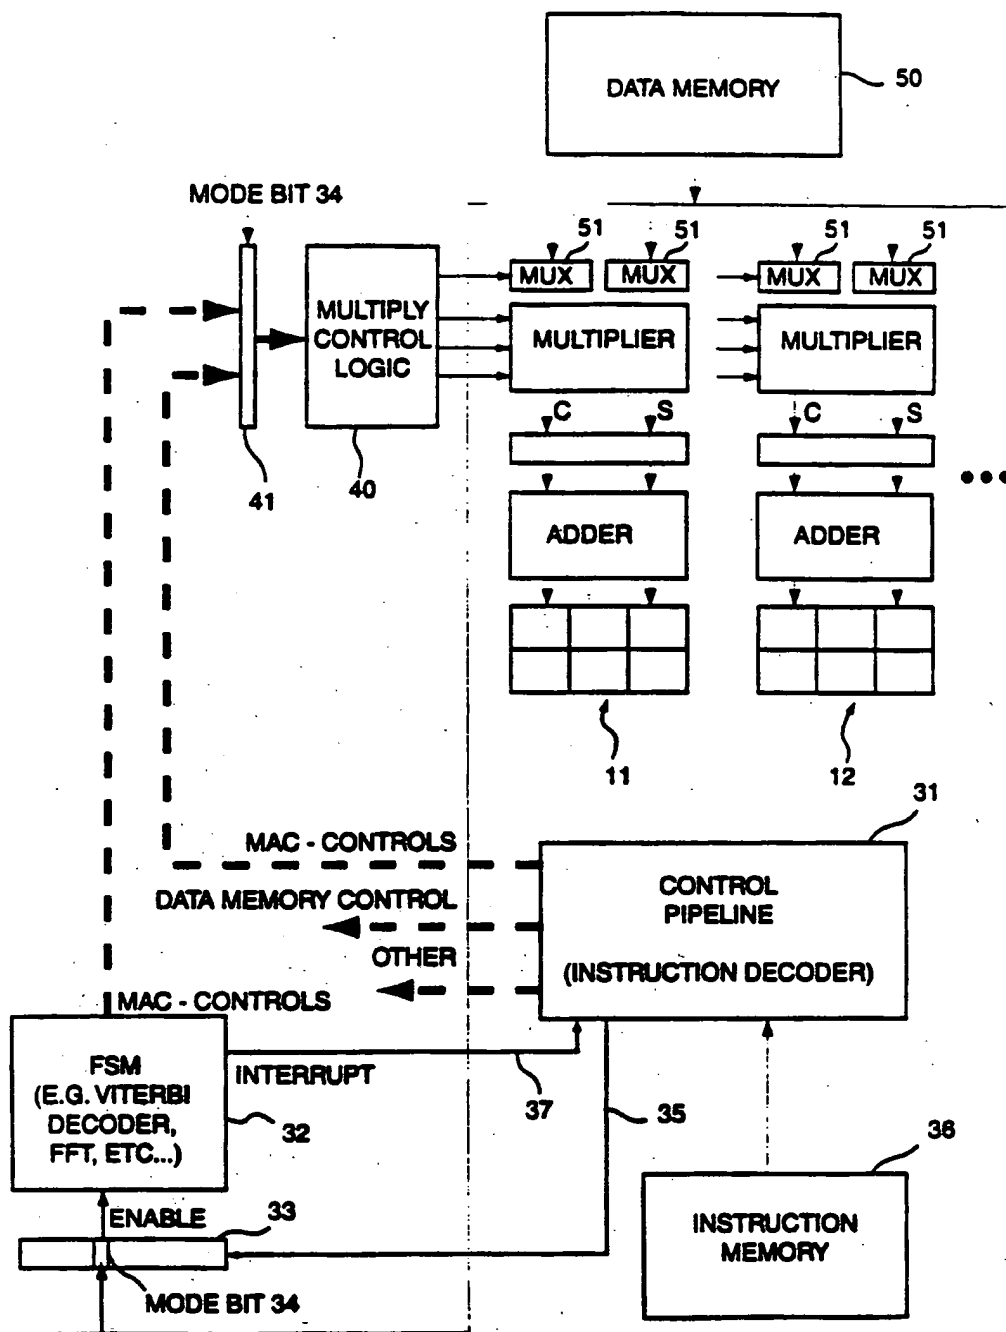 DATA MEMORY
50
MODE BIT 34
51
51
51
51
MUX
MUX
MUX
MUX
MULTIPLY
CONTROL
LOGIC
MULTIPLIER
MULTIPLIER
C
S
C
S
41
40
ADDER
ADDER
•••
11
12
31
MAC - CONTROLS
CONTROL
PIPELINE
(INSTRUCTION DECODER)
DATA MEMORY CONTROL
OTHER
MAC - CONTROLS
FSM
(E.G. VITERBI
DECODER,
FFT, ETC...)
INTERRUPT
37
35
32
36
ENABLE
33
INSTRUCTION
MEMORY
MODE BIT 34